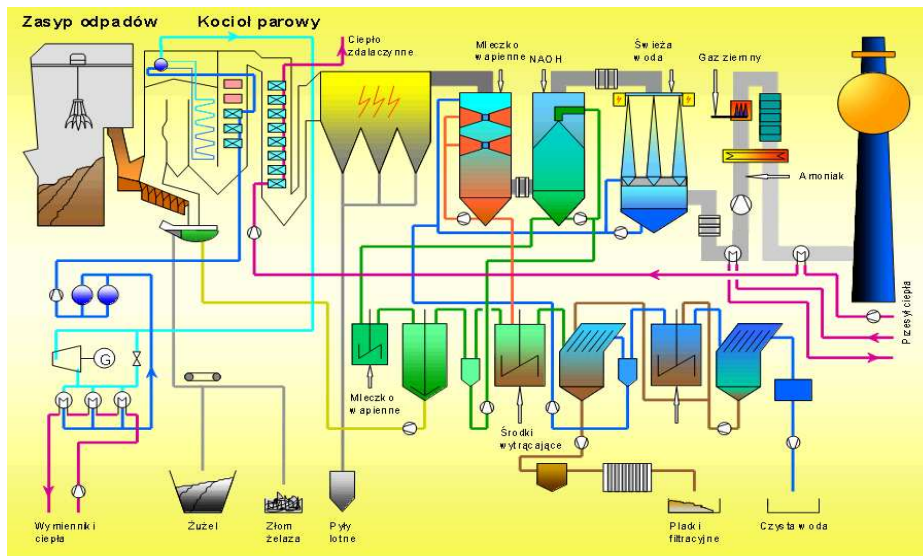 Zasyp odpadów
Kocioł parowy
Ciepło
zdalaczynne.
Mleczko
wapienne
NAOH
Świeża
woda
Gaz ziemny
Amoniak
Przesył ciepła
G
M
M
M
M
M
Mleczko
wapienne
Środki
wytrącające
Wymienniki
ciepła
Żużel
Złom
żelaza
Pyły
lotne
Placki
filtracyjne
Czysta woda